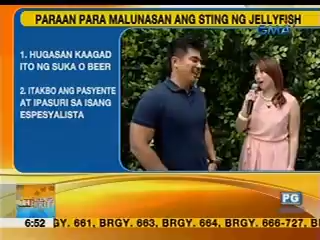 PARAAN PARA MALUNASAN ANG STING NG JELLYFISH
GMA
1. HUGASAN KAAGAD
ITO NG SUKA O BEER
2. ITAKBO ANG PASYENTE
AT IPASURI SA ISANG
ESPESYALISTA
PG
6:52
GY. 661, BRGY. 663, BRGY. 664, BRGY. 666-727,